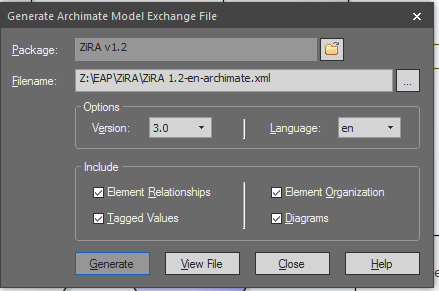 Generate Archimate Model Exchange File
Package: ZiRA v1.2
Filename: Z:\EAP\ZiRA\ZiRA 1.2-en-archimate.xml ...
Options
Version: 3.0 Language: en
Include
Element Relationships Element Organization
Tagged Values Diagrams
Generate View File Close Help